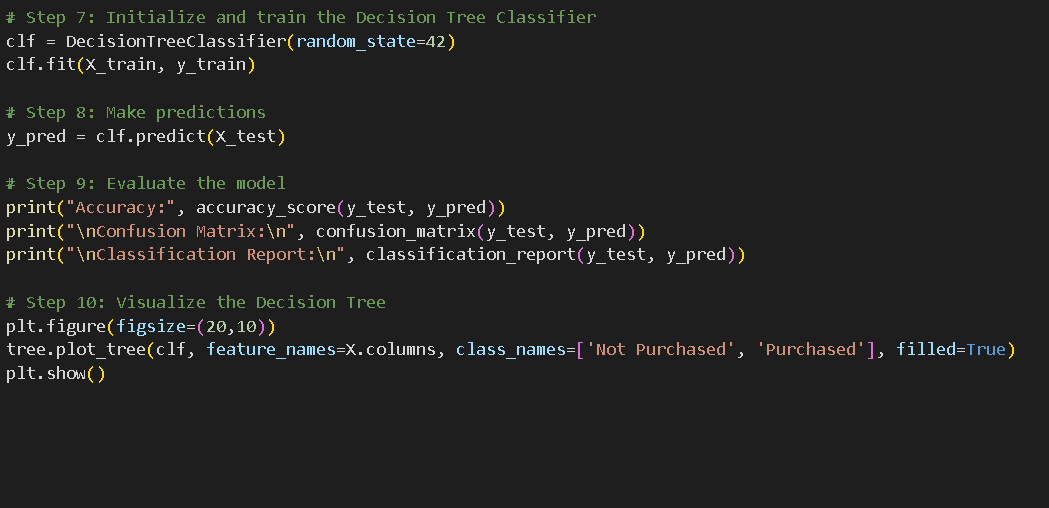 # Step 7: Initialize and train the Decision Tree Classifier
clf = DecisionTreeClassifier(random_state=42)
clf.fit(X_train, y_train)
# Step 8: Make predictions
y_pred = clf.predict(X_test)
# Step 9: Evaluate the model
print("Accuracy:", accuracy_score(y_test, y_pred))
print("\nConfusion Matrix:\n", confusion_matrix(y_test, y_pred))
print("\nClassification Report:\n", classification_report(y_test, y_pred))
# Step 10: Visualize the Decision Tree
plt.figure(figsize=(20,10))
tree.plot_tree(clf, feature_names=X.columns, class_names=['Not Purchased', 'Purchased'], filled=True)
plt.show()